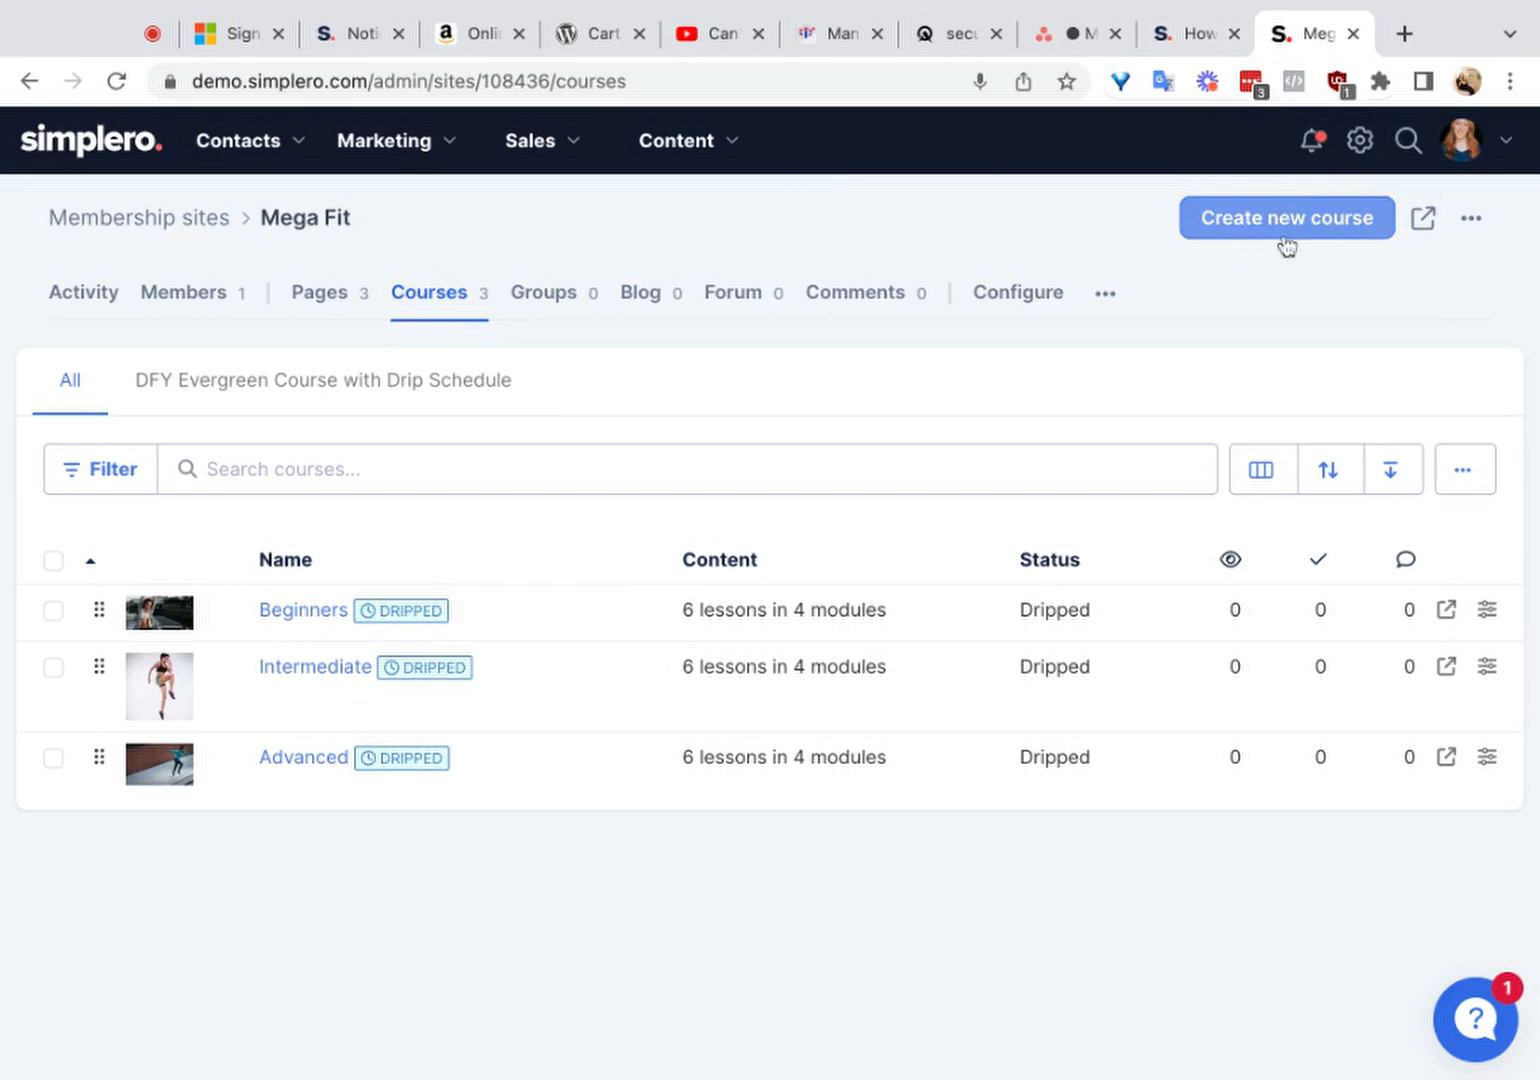 Sign
Noti
Onli
Cart
Can
Man
secu
M
How
Meg
demo.simplero.com/admin/sites/108436/courses
3
1
simplero.
Contacts
Marketing
Sales
Content
Membership sites > Mega Fit
Create new course
Activity
Members 1
Pages 3
Courses 3
Groups 0
Blog 0
Forum 0
Comments 0
Configure
All
DFY Evergreen Course with Drip Schedule
Filter
Search courses...
Name
Content
Status
Beginners DRIPPED 6 lessons in 4 modules Dripped 0 0 0
Intermediate DRIPPED 6 lessons in 4 modules Dripped 0 0 0
Advanced DRIPPED 6 lessons in 4 modules Dripped 0 0 0
1